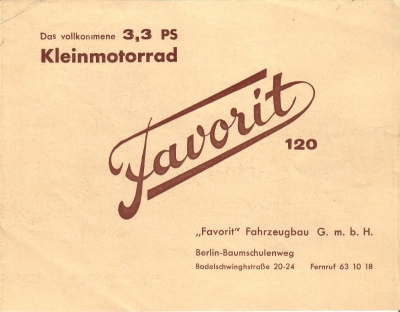 Das vollkommene 3,3 PS
Kleinmotorrad
Favorit
120
„Favorit" Fahrzeugbau G. m. b. H.
Berlin-Baumschulenweg
Bodelschwinghstraße 20-24 Fernruf 63 10 18